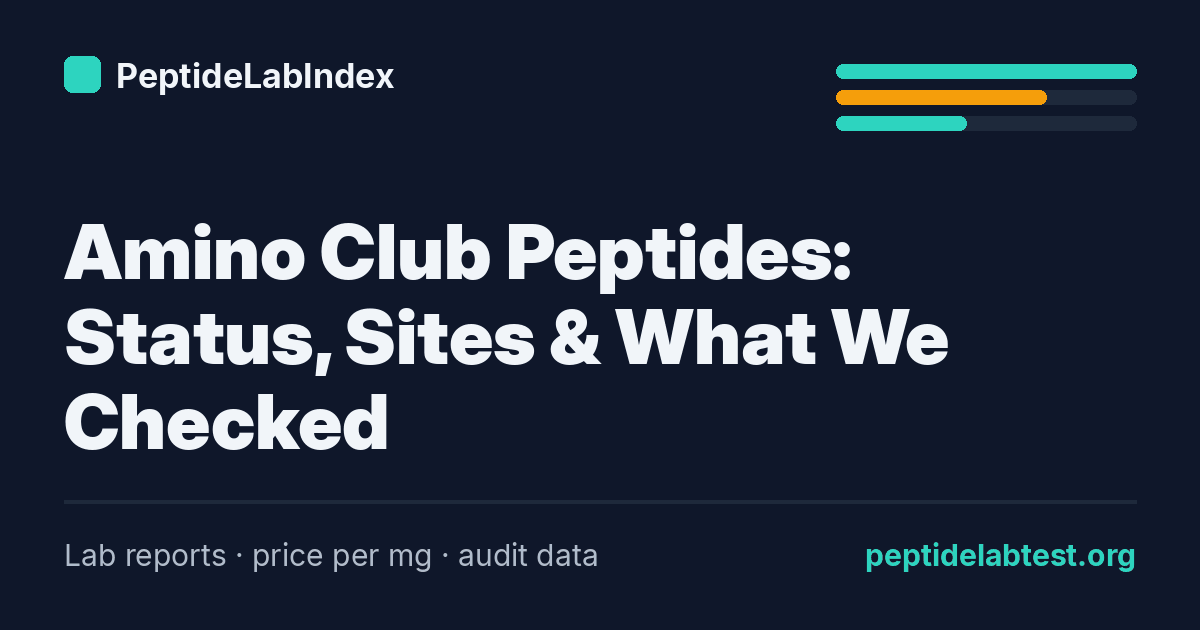 PeptideLabIndex
Amino Club Peptides:
Status, Sites & What We
Checked
Lab reports · price per mg · audit data
peptidelabtest.org